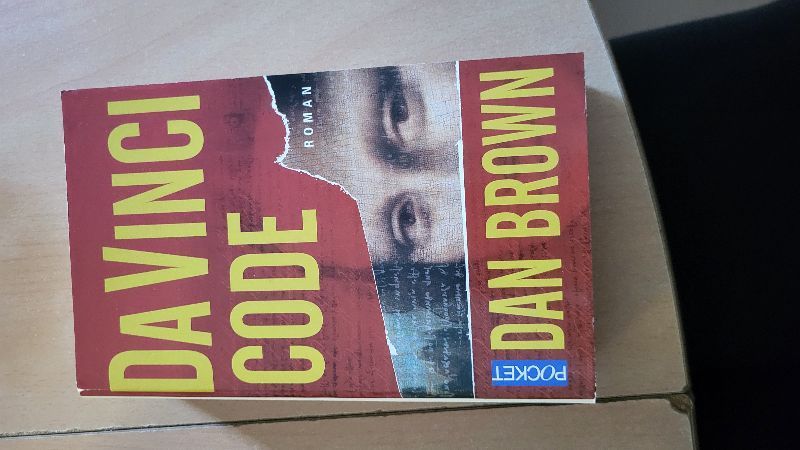 DA VINCI
CODE
ROMAN
DAN BROWN
POCKET